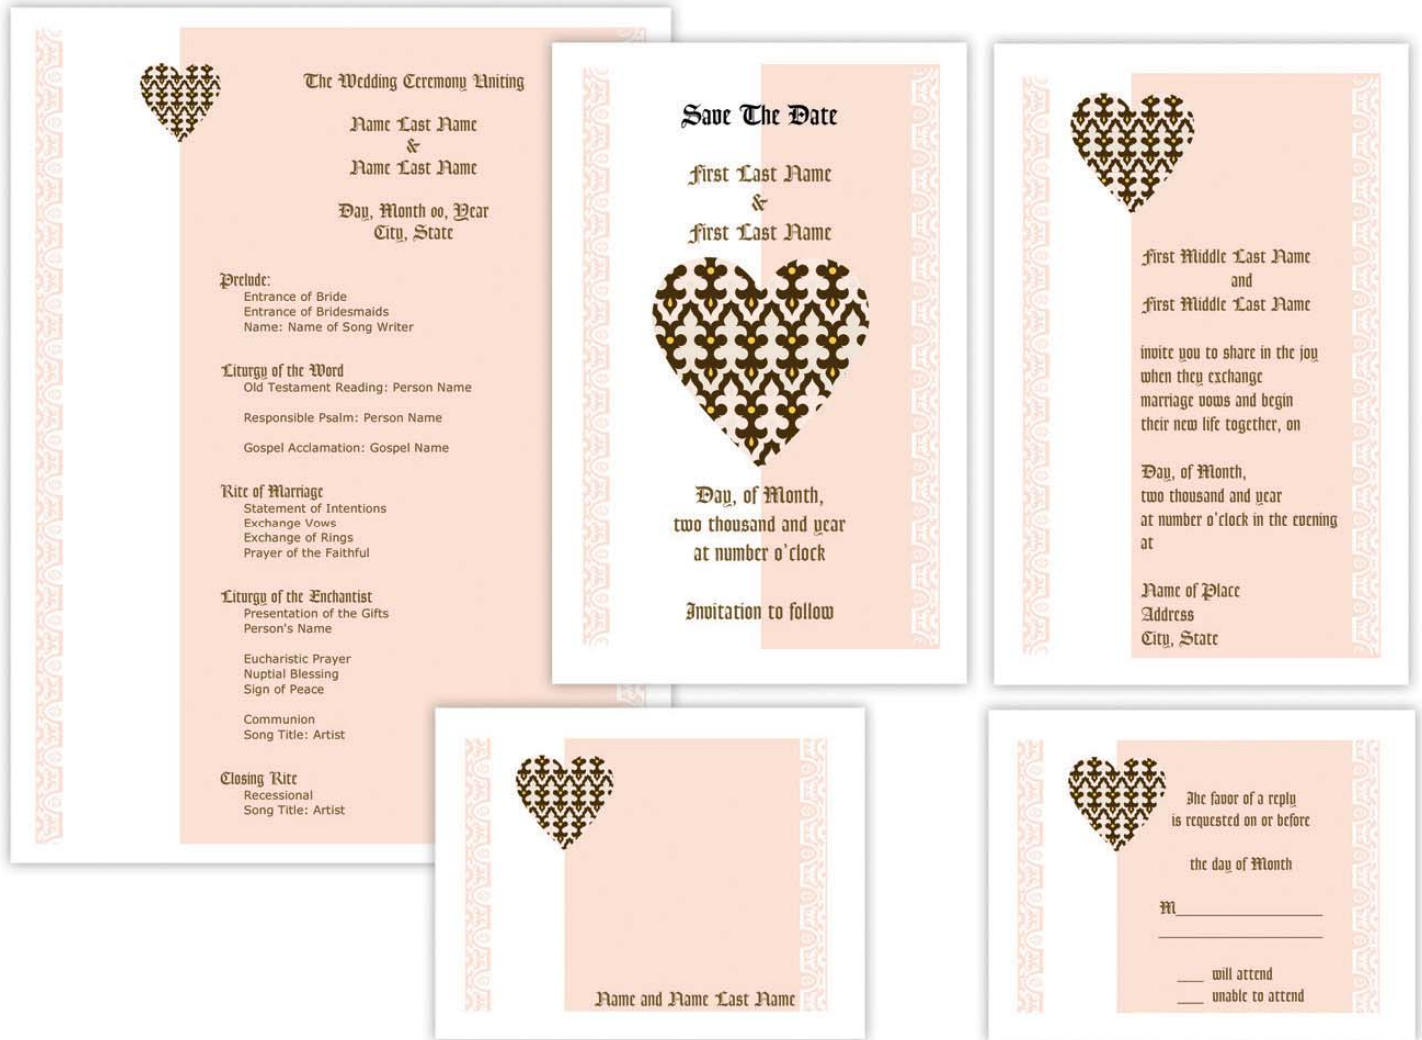 The Wedding Ceremony Uniting
Name Last Name
&
Name Last Name
Day, Month oo, Year
City, State
Prelude:
Entrance of Bride
Entrance of Bridesmaids
Name: Name of Song Writer
Liturgy of the Word
Old Testament Reading: Person Name
Responsible Psalm: Person Name
Gospel Acclamation: Gospel Name
Rite of Marriage
Statement of Intentions
Exchange Vows
Exchange of Rings
Prayer of the Faithful
Liturgy of the Enchantist
Presentation of the Gifts
Person's Name
Eucharistic Prayer
Nuptial Blessing
Sign of Peace
Communion
Song Title: Artist
Closing Rite
Recessional
Song Title: Artist
Save The Date
First Last Name
&
First Last Name
Day, of Month,
two thousand and year
at number o'clock
Invitation to follow
First Middle Last Name
and
First Middle Last Name
invite you to share in the joy
when they exchange
marriage vows and begin
their new life together, on
Day, of Month,
two thousand and year
at number o'clock in the evening
at
Name of Place
Address
City, State
Name and Name Last Name
The favor of a reply
is requested on or before
the day of Month
M____________________
______________________
____ will attend
____ unable to attend